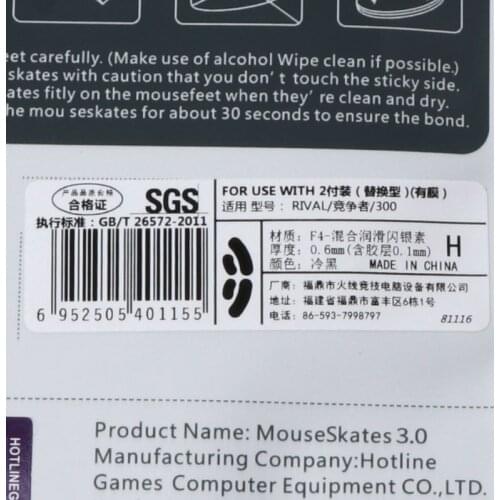 et carefully. (Make use of alcohol Wipe clean if possible.)
skates with caution that you don't touch the sticky side.
ates fitly on the mousefeet when they're clean and dry.
he mou seskates for about 30 seconds to ensure the bond.
产品品质合格
合格证
SGS
执行标准：GB/T 26572-2011
FOR USE WITH 2付装（替换型）(有膜)
适用 型号： RIVAL/竞争者/300
材质：F4-混合润滑闪银素
厚度：0.6mm(含胶层0.1mm)
颜色：冷黑 MADE IN CHINA
H
厂商：福鼎市火线竞技电脑设备有限公司
地址：福建省福鼎市富丰区6栋1号
电话：86-593-7998797
81116
6 952505 401155
HOTLINEG
Product Name: MouseSkates 3.0
Manufacturing Company:Hotline
Games Computer Equipment CO.,LTD.